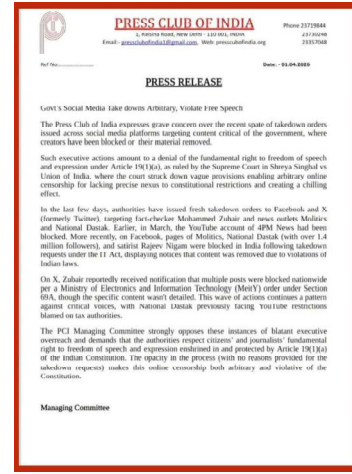 PRESS CLUB OF INDIA
1, Raisina Road, New Delhi - 110 001, INDIA
Email:- pressclubofindia1@gmail.com, Web: pressclubofindia.org
Phone 23719844
23730248
23357048
Ref No
Date: - 01.04.2026
PRESS RELEASE
Govt's Social Media Take downs Arbitrary, Violate Free Speech
The Press Club of India expresses grave concern over the recent spate of takedown orders
issued across social media platforms targeting content critical of the government, where
creators have been blocked or their material removed.
Such executive actions amount to a denial of the fundamental right to freedom of speech
and expression under Article 19(1)(a), as ruled by the Supreme Court in Shreya Singhal vs
Union of India, where the court struck down vague provisions enabling arbitrary online
censorship for lacking precise nexus to constitutional restrictions and creating a chilling
effect.
In the last few days, authorities have issued fresh takedown orders to Facebook and X
(formerly Twitter), targeting fact-checker Mohammed Zubair and news outlets Molitics
and National Dastak. Earlier, in March, the YouTube account of 4PM News had been
blocked. More recently, on Facebook, pages of Molitics, National Dastak (with over 1.4
million followers), and satirist Rajeev Nigam were blocked in India following takedown
requests under the IT Act, displaying notices that content was removed due to violations of
Indian laws.
On X, Zubair reportedly received notification that multiple posts were blocked nationwide
per a Ministry of Electronics and Information Technology (MeitY) order under Section
69A, though the specific content wasn't detailed. This wave of actions continues a pattern
against critical voices, with National Dastak previously facing YouTube restrictions
blamed on tax authorities.
The PCI Managing Committee strongly opposes these instances of blatant executive
overreach and demands that the authorities respect citizens' and journalists' fundamental
right to freedom of speech and expression enshrined in and protected by Article 19(1)(a)
of the Indian Constitution. The opacity in the process (with no reasons provided for the
takedown requests) makes this online censorship both arbitrary and violative of the
Constitution.
Managing Committee